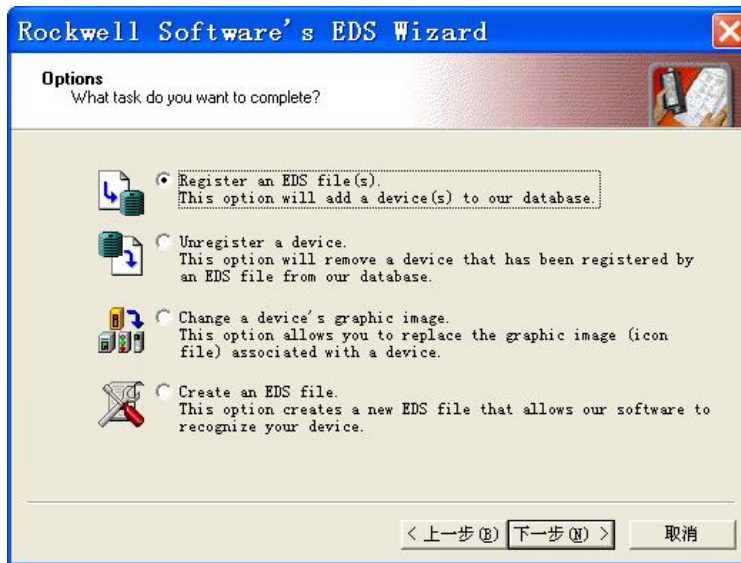 Rockwell Software's EDS Wizard
Options
What task do you want to complete?
Register an EDS file(s).
This option will add a device(s) to our database.
Unregister a device.
This option will remove a device that has been registered by
an EDS file from our database.
Change a device's graphic image.
This option allows you to replace the graphic image (icon
file) associated with a device.
Create an EDS file.
This option creates a new EDS file that allows our software to
recognize your device.
< 上一步(B) 下一步(N) > 取消